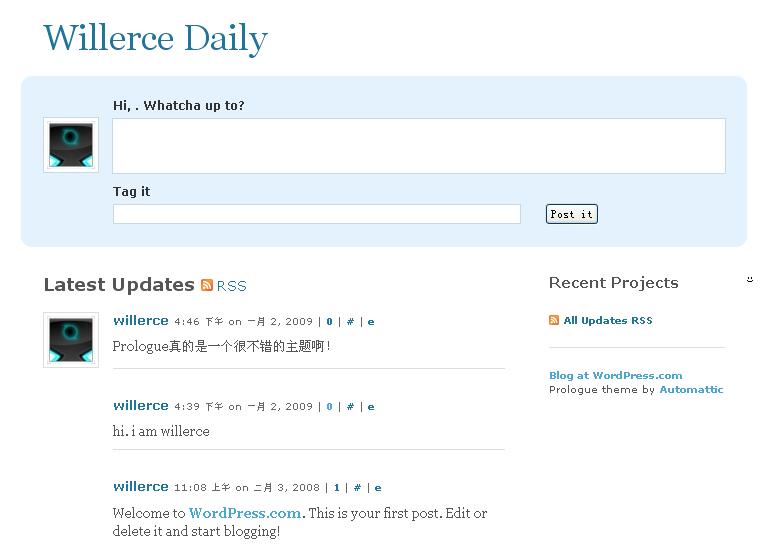 Willerce Daily
Hi, . Whatcha up to?
Tag it
Post it
Latest Updates RSS
willerce 4:46 下午 on 一月 2, 2009 | 0 | # | e
Prologue真的是一个很不错的主题啊！
willerce 4:39 下午 on 一月 2, 2009 | 0 | # | e
hi. i am willerce
willerce 11:08 上午 on 二月 3, 2008 | 1 | # | e
Welcome to WordPress.com. This is your first post. Edit or
delete it and start blogging!
Recent Projects
All Updates RSS
Blog at WordPress.com
Prologue theme by Automattic